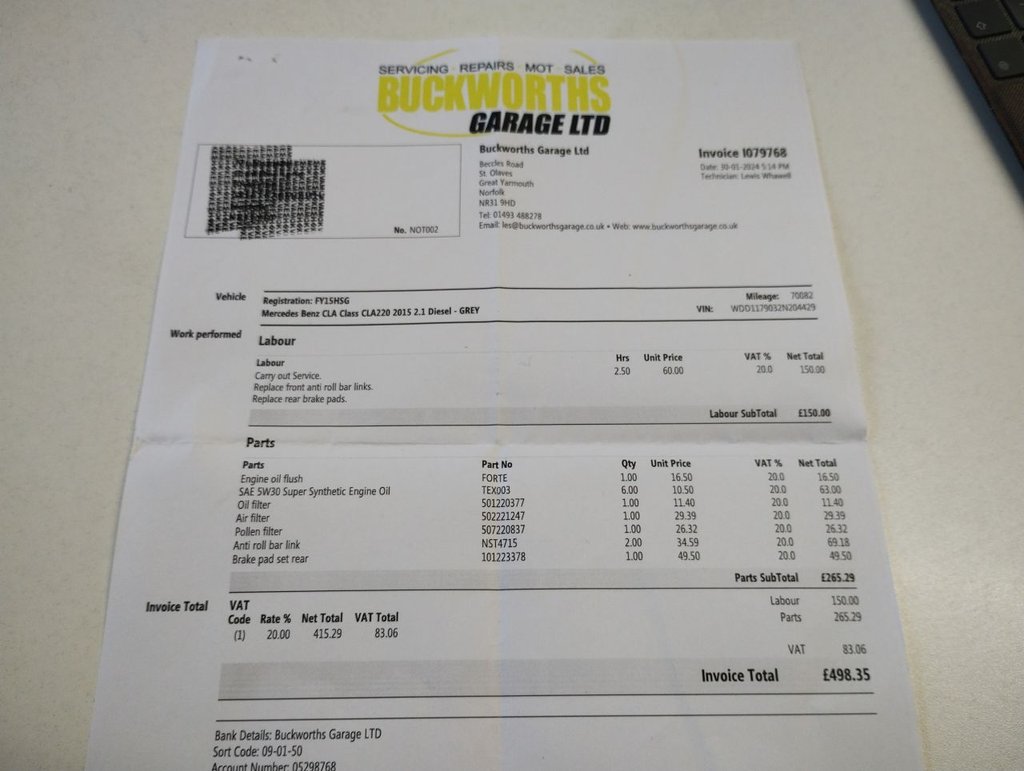 SERVICING REPAIRS MOT SALES
BUCKWORTHS
GARAGE LTD
Buckworths Garage Ltd
Beccles Road
St. Olaves
Great Yarmouth
Norfolk
NR31 9HD
Tel: 01493 488278
Email: les@buckworthsgarage.co.uk • Web: www.buckworthsgarage.co.uk
Invoice I079768
Date: 30-01-2024 5:14 PM
Technician: Lewis Whawell
No. NOT002
Vehicle
Registration: FY15HSG
Mercedes Benz CLA Class CLA220 2015 2.1 Diesel - GREY
Mileage: 70082
VIN: WDD1179032N204429
Work performed
Labour
Labour Hrs Unit Price VAT % Net Total
Carry out Service. 2.50 60.00 20.0 150.00
Replace front anti roll bar links.
Replace rear brake pads.
Labour SubTotal £150.00
Parts
Parts Part No Qty Unit Price VAT % Net Total
Engine oil flush FORTE 1.00 16.50 20.0 16.50
SAE 5W30 Super Synthetic Engine Oil TEX003 6.00 10.50 20.0 63.00
Oil filter 501220377 1.00 11.40 20.0 11.40
Air filter 502221247 1.00 29.39 20.0 29.39
Pollen filter 507220837 1.00 26.32 20.0 26.32
Anti roll bar link NST4715 2.00 34.59 20.0 69.18
Brake pad set rear 101223378 1.00 49.50 20.0 49.50
Parts SubTotal £265.29
Invoice Total
VAT
Code Rate % Net Total VAT Total
(1) 20.00 415.29 83.06
Labour 150.00
Parts 265.29
VAT 83.06
Invoice Total £498.35
Bank Details: Buckworths Garage LTD
Sort Code: 09-01-50
Account Number: 05298768